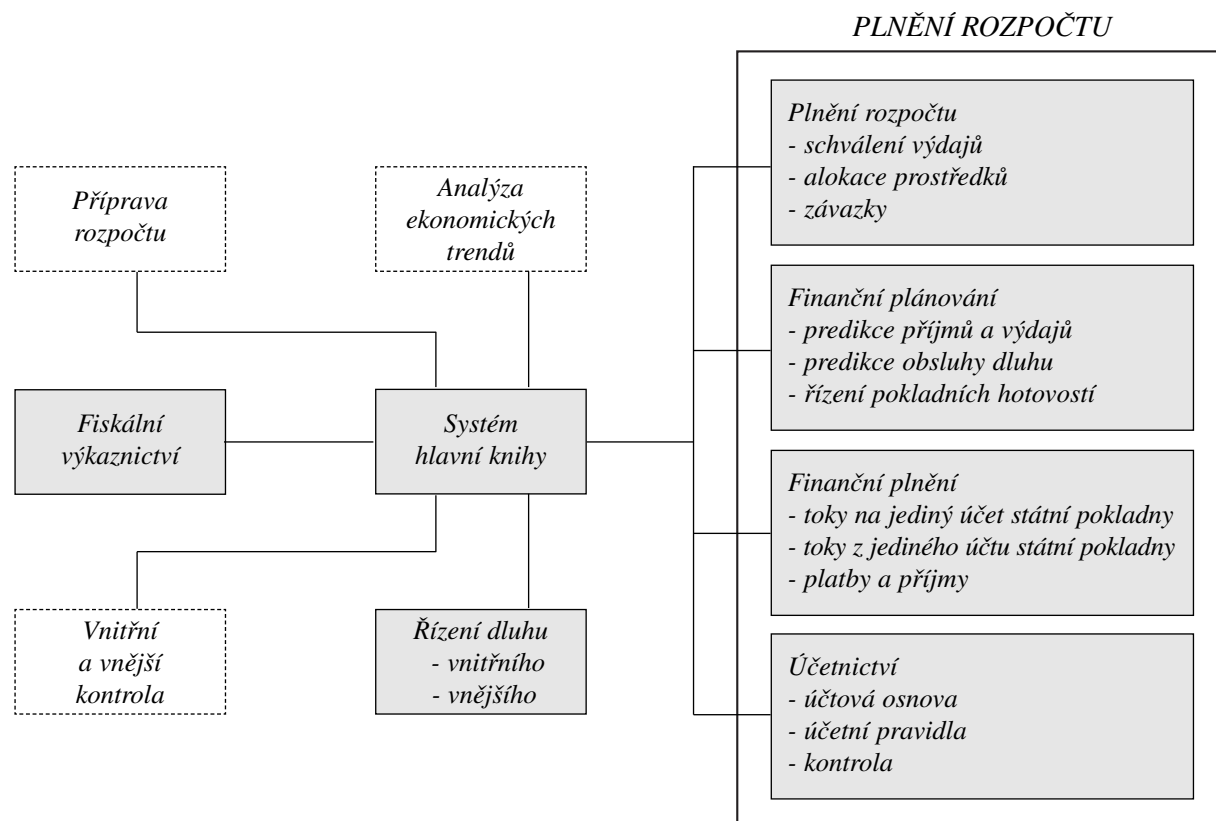 PLNĚNÍ ROZPOČTU
Příprava
rozpočtu
Analýza
ekonomických
trendů
Fiskální
výkaznictví
Systém
hlavní knihy
Vnitřní
a vnější
kontrola
Řízení dluhu
- vnitřního
- vnějšího
Plnění rozpočtu
- schválení výdajů
- alokace prostředků
- závazky
Finanční plánování
- predikce příjmů a výdajů
- predikce obsluhy dluhu
- řízení pokladních hotovostí
Finanční plnění
- toky na jediný účet státní pokladny
- toky z jediného účtu státní pokladny
- platby a příjmy
Účetnictví
- účtová osnova
- účetní pravidla
- kontrola